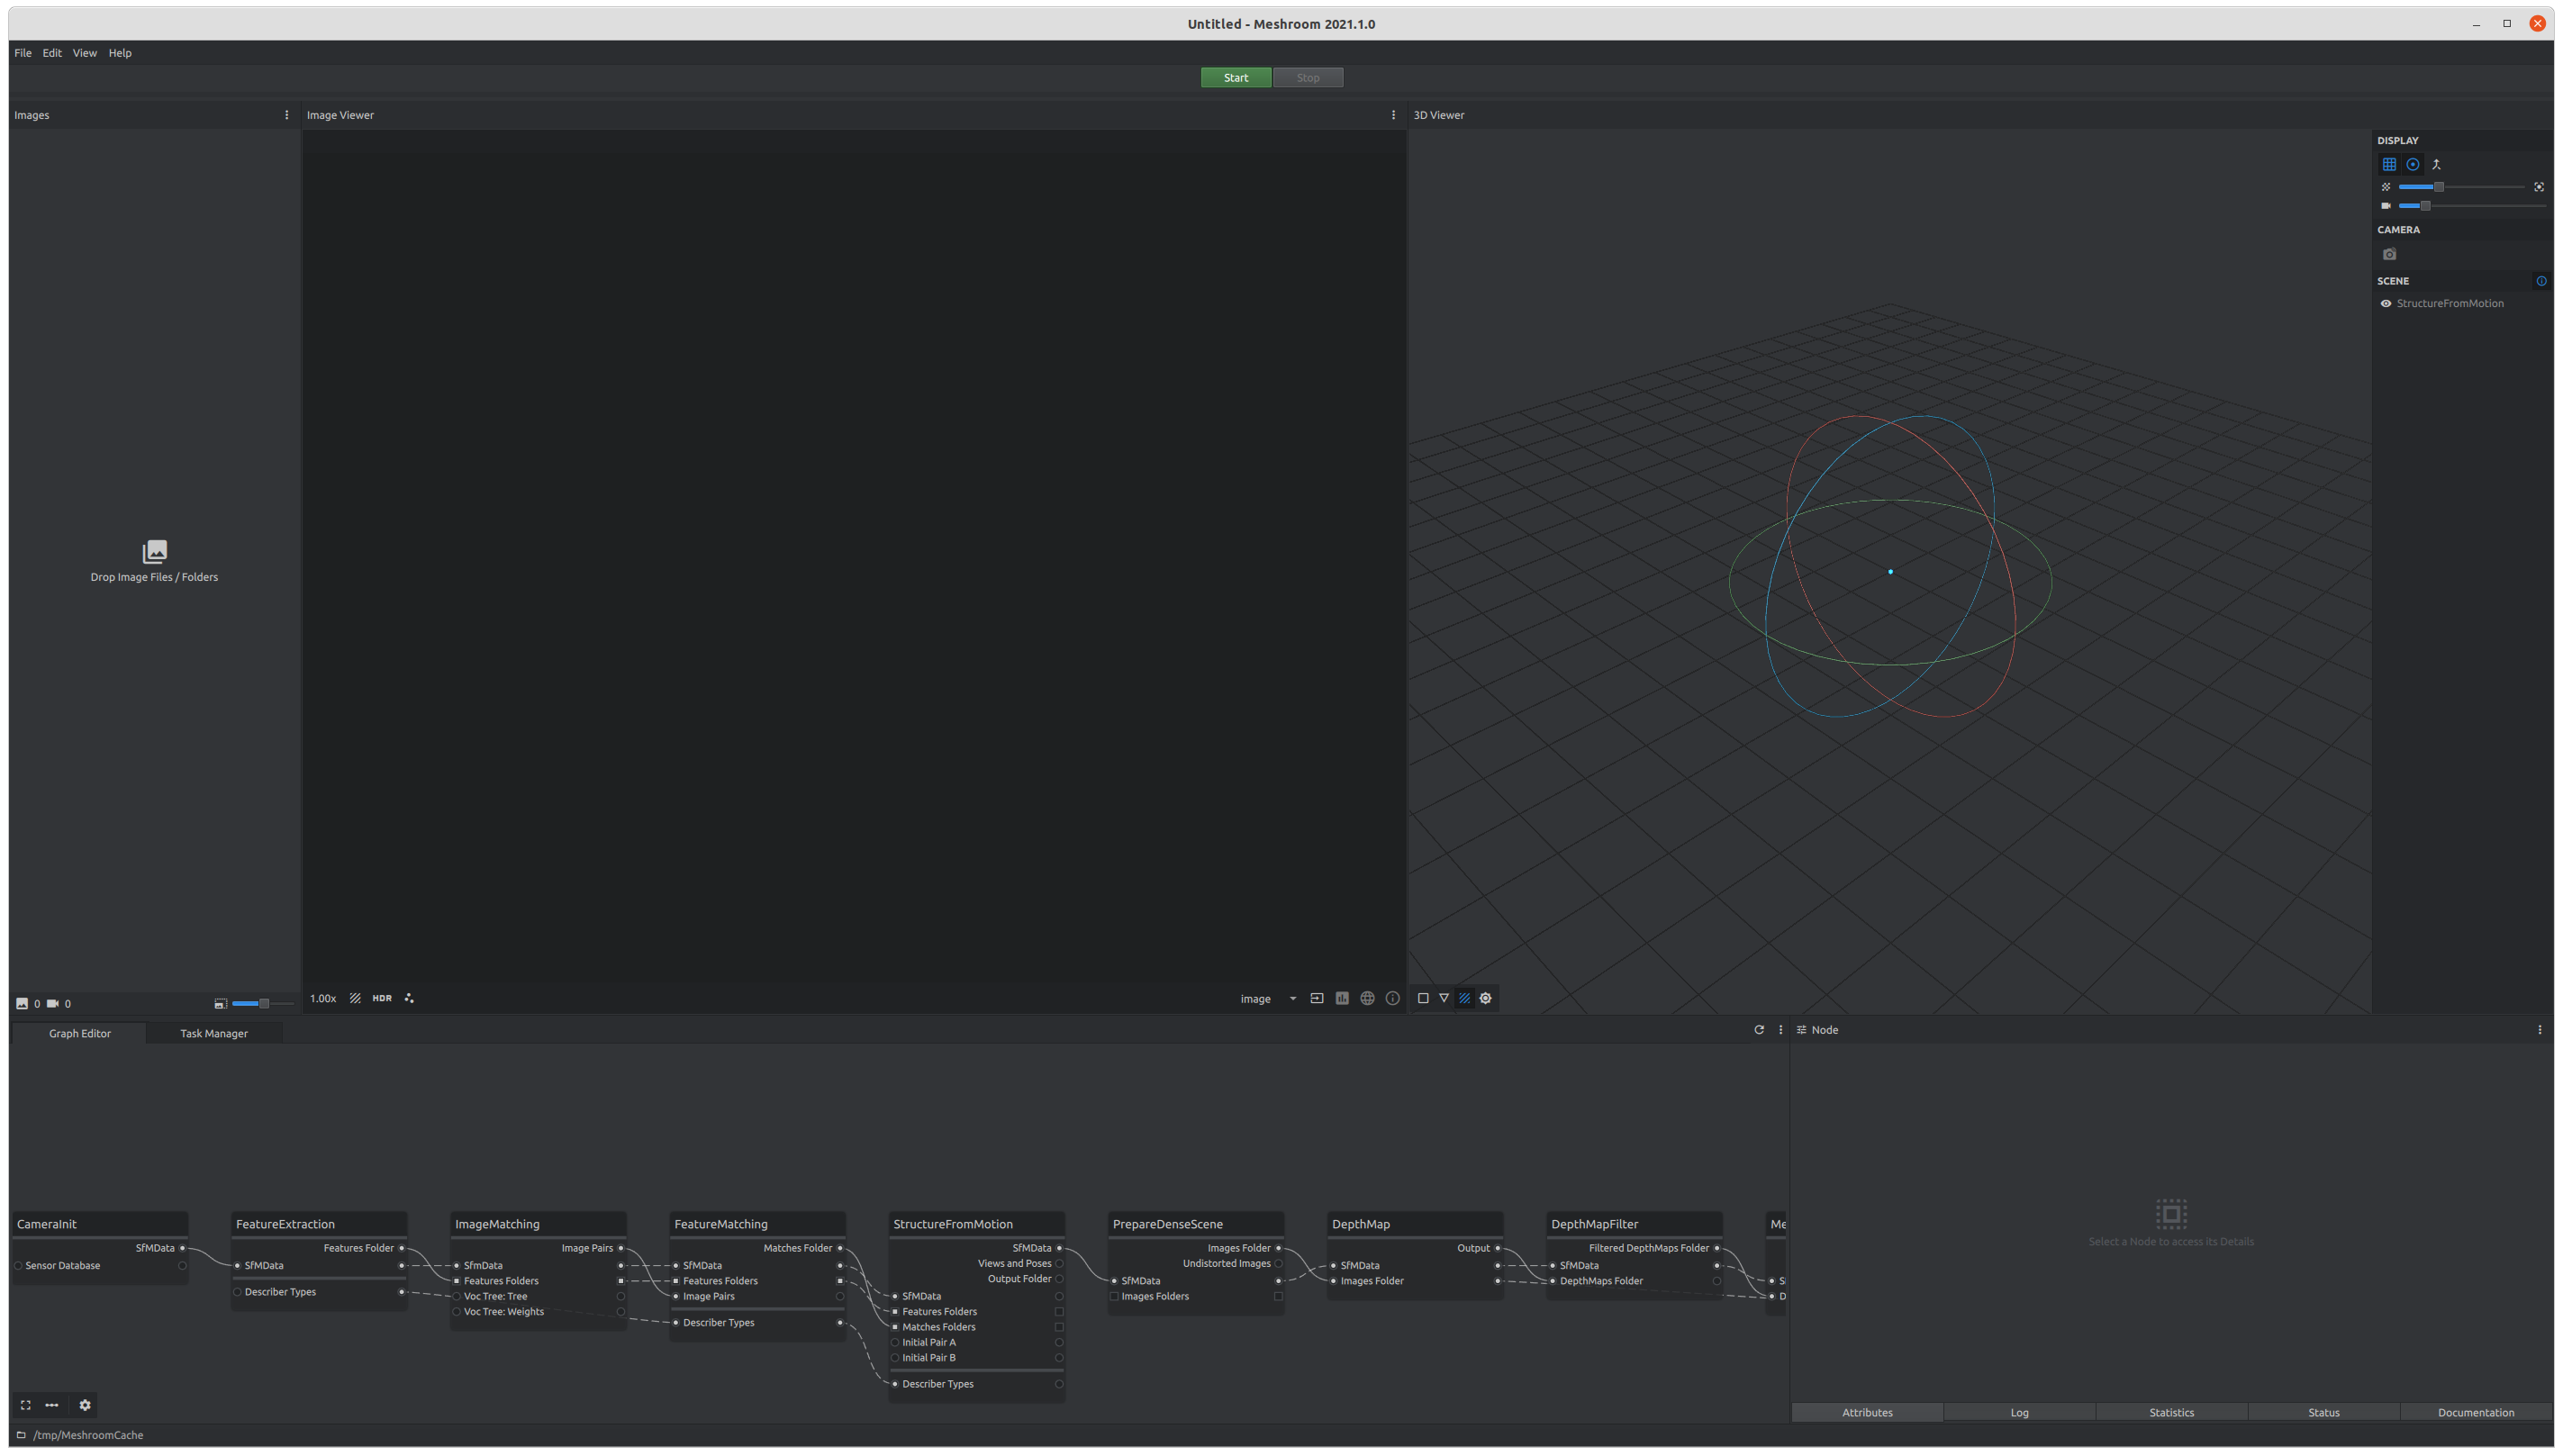 Untitled - Meshroom 2021.1.0
File Edit View Help
Start Stop
Images
Image Viewer
3D Viewer
DISPLAY
CAMERA
SCENE
StructureFromMotion
Drop Image Files / Folders
0 0
1.00x HDR
image
Graph Editor Task Manager
Node
CameraInit
SfMData
Sensor Database
FeatureExtraction
Features Folder
SfMData
Describer Types
ImageMatching
Image Pairs
SfmData
Features Folders
Voc Tree: Tree
Voc Tree: Weights
FeatureMatching
Matches Folder
SfMData
Features Folders
Image Pairs
Describer Types
StructureFromMotion
SfMData
Views and Poses
Output Folder
SfMData
Features Folders
Matches Folders
Initial Pair A
Initial Pair B
Describer Types
PrepareDenseScene
Images Folder
Undistorted Images
SfMData
Images Folders
DepthMap
Output
SfMData
Images Folder
DepthMapFilter
Filtered DepthMaps Folder
SfMData
DepthMaps Folder
Me
S
D
Select a Node to access its Details
Attributes Log Statistics Status Documentation
/tmp/MeshroomCache